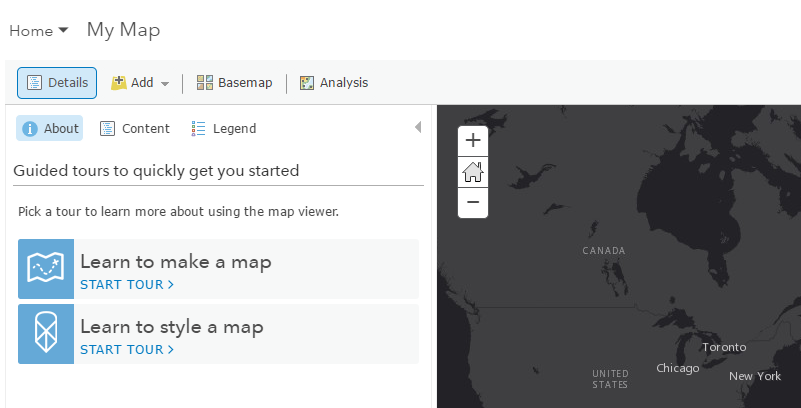 Home My Map
Details Add Basemap Analysis
About Content Legend
Guided tours to quickly get you started
Pick a tour to learn more about using the map viewer.
Learn to make a map
START TOUR >
Learn to style a map
START TOUR >
+
−
CANADA
Toronto
Chicago
New York
UNITED
STATES